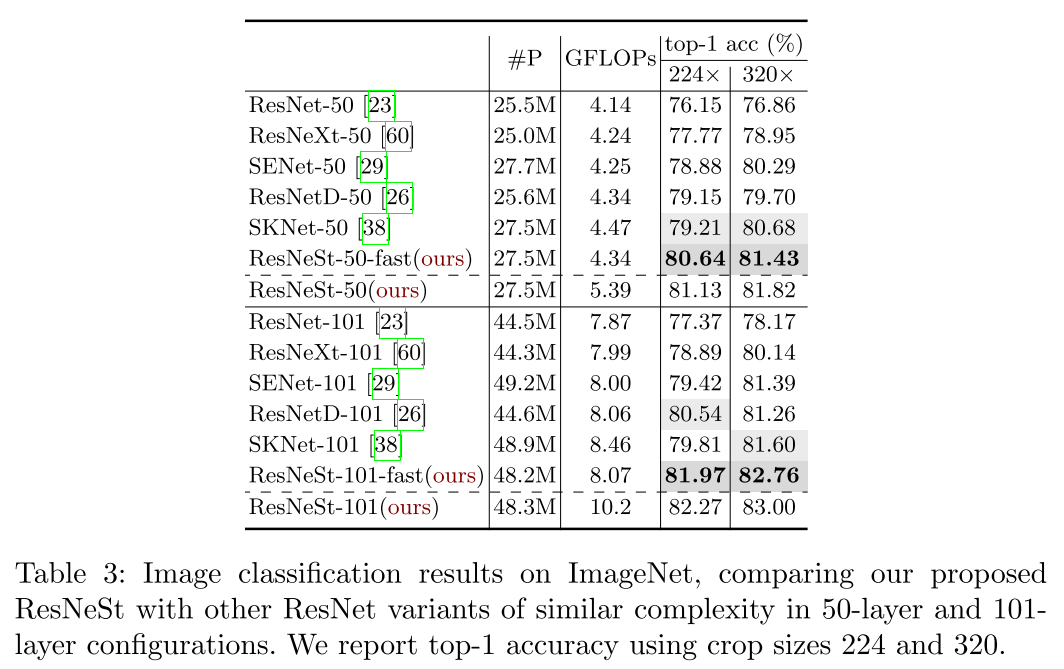 #P GFLOPs top-1 acc (%)
224× 320×
ResNet-50 [23] 25.5M 4.14 76.15 76.86
ResNeXt-50 [60] 25.0M 4.24 77.77 78.95
SENet-50 [29] 27.7M 4.25 78.88 80.29
ResNetD-50 [26] 25.6M 4.34 79.15 79.70
SKNet-50 [38] 27.5M 4.47 79.21 80.68
ResNeSt-50-fast(ours) 27.5M 4.34 80.64 81.43
ResNeSt-50(ours) 27.5M 5.39 81.13 81.82
ResNet-101 [23] 44.5M 7.87 77.37 78.17
ResNeXt-101 [60] 44.3M 7.99 78.89 80.14
SENet-101 [29] 49.2M 8.00 79.42 81.39
ResNetD-101 [26] 44.6M 8.06 80.54 81.26
SKNet-101 [38] 48.9M 8.46 79.81 81.60
ResNeSt-101-fast(ours) 48.2M 8.07 81.97 82.76
ResNeSt-101(ours) 48.3M 10.2 82.27 83.00
Table 3: Image classification results on ImageNet, comparing our proposed
ResNeSt with other ResNet variants of similar complexity in 50-layer and 101-
layer configurations. We report top-1 accuracy using crop sizes 224 and 320.